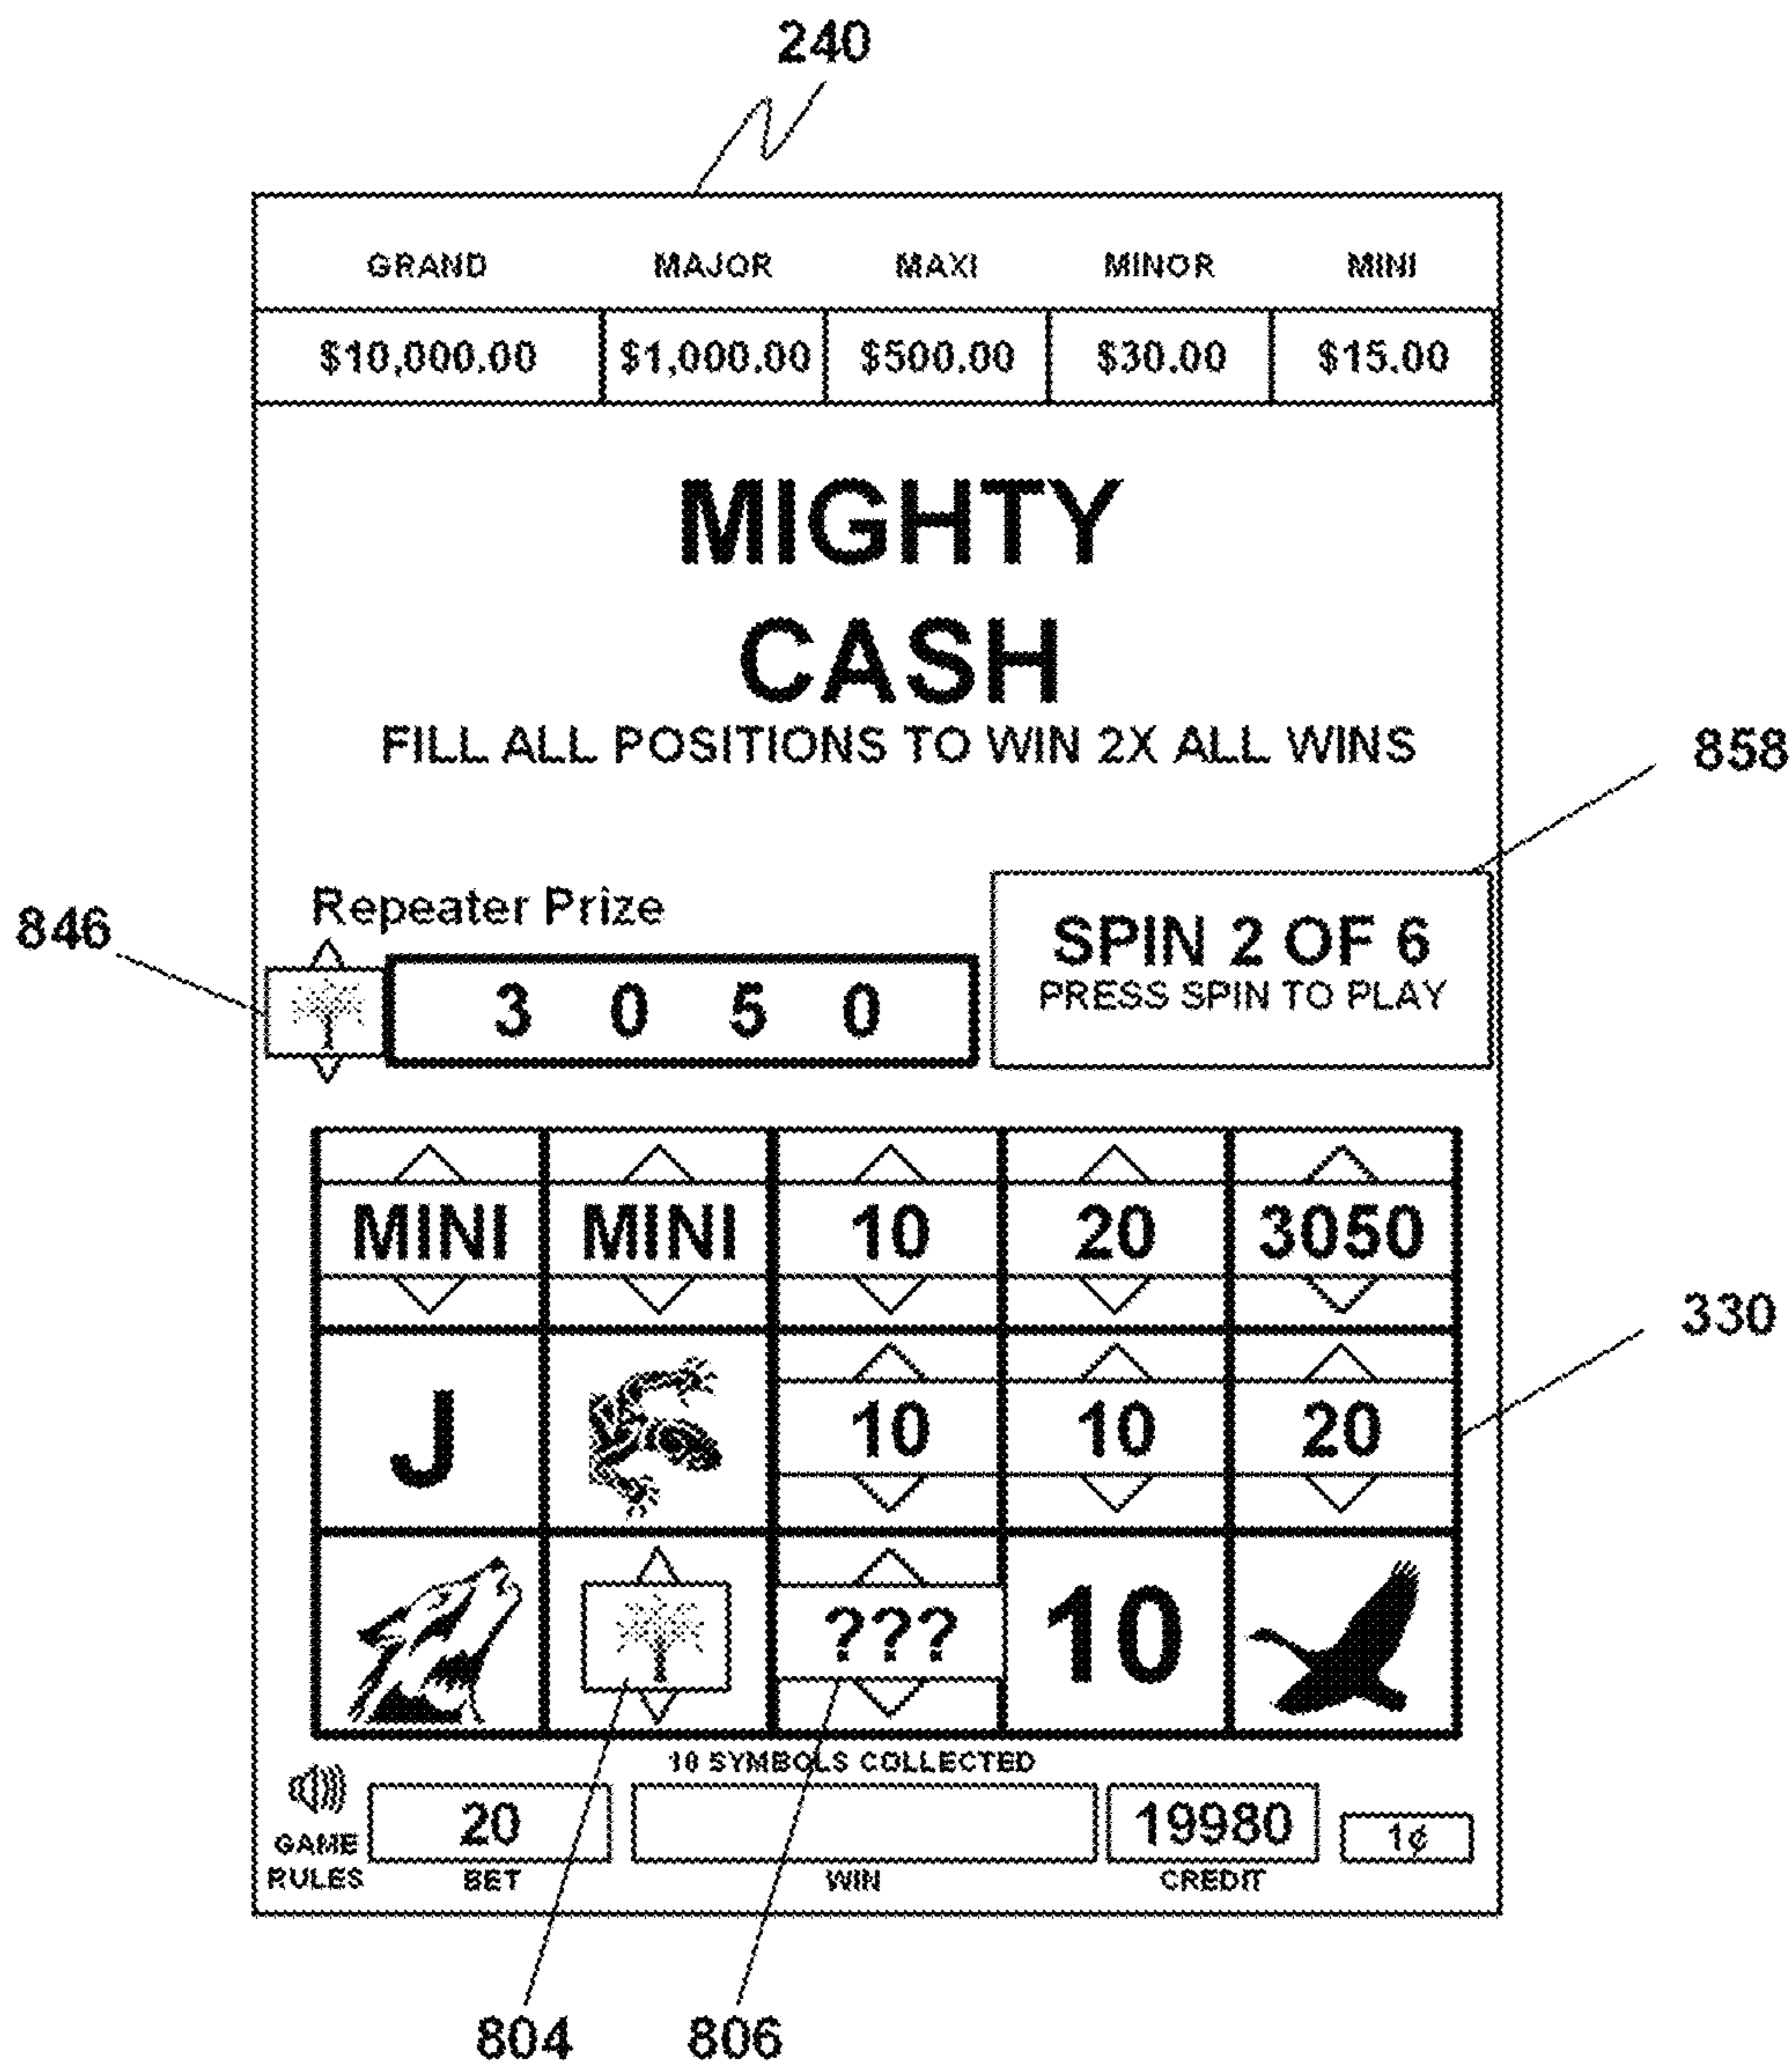 240
GRAND MAJOR MAXI MINOR MINI
$10,000.00 $1,000.00 $500.00 $30.00 $15.00
MIGHTY
CASH
FILL ALL POSITIONS TO WIN 2X ALL WINS
858
Repeater Prize
846
3 0 5 0
SPIN 2 OF 6
PRESS SPIN TO PLAY
MINI MINI 10 20 3050
330
J 10 10 20
??? 10
10 SYMBOLS COLLECTED
20 19980 1¢
GAME
RULES BET WIN CREDIT
804 806